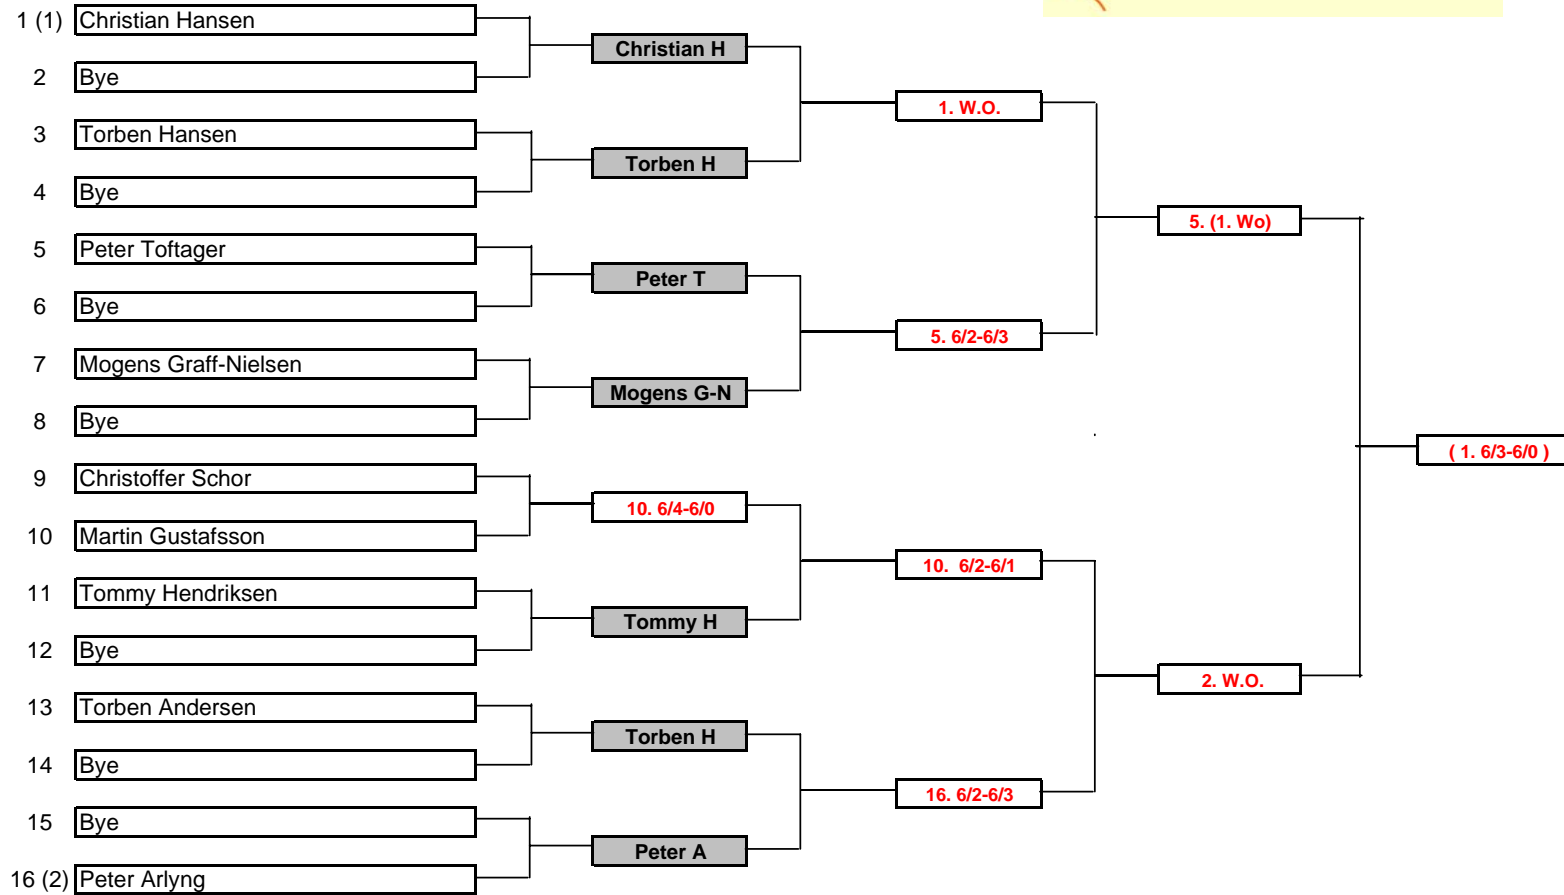 1 (1) Christian Hansen
2 Bye
3 Torben Hansen
4 Bye
5 Peter Toftager
6 Bye
7 Mogens Graff-Nielsen
8 Bye
9 Christoffer Schor
10 Martin Gustafsson
11 Tommy Hendriksen
12 Bye
13 Torben Andersen
14 Bye
15 Bye
16 (2) Peter Arlyng
Christian H
Torben H
Peter T
Mogens G-N
10. 6/4-6/0
Tommy H
Torben H
Peter A
1. W.O.
5. 6/2-6/3
10. 6/2-6/1
16. 6/2-6/3
5. (1. Wo)
2. W.O.
( 1. 6/3-6/0 )